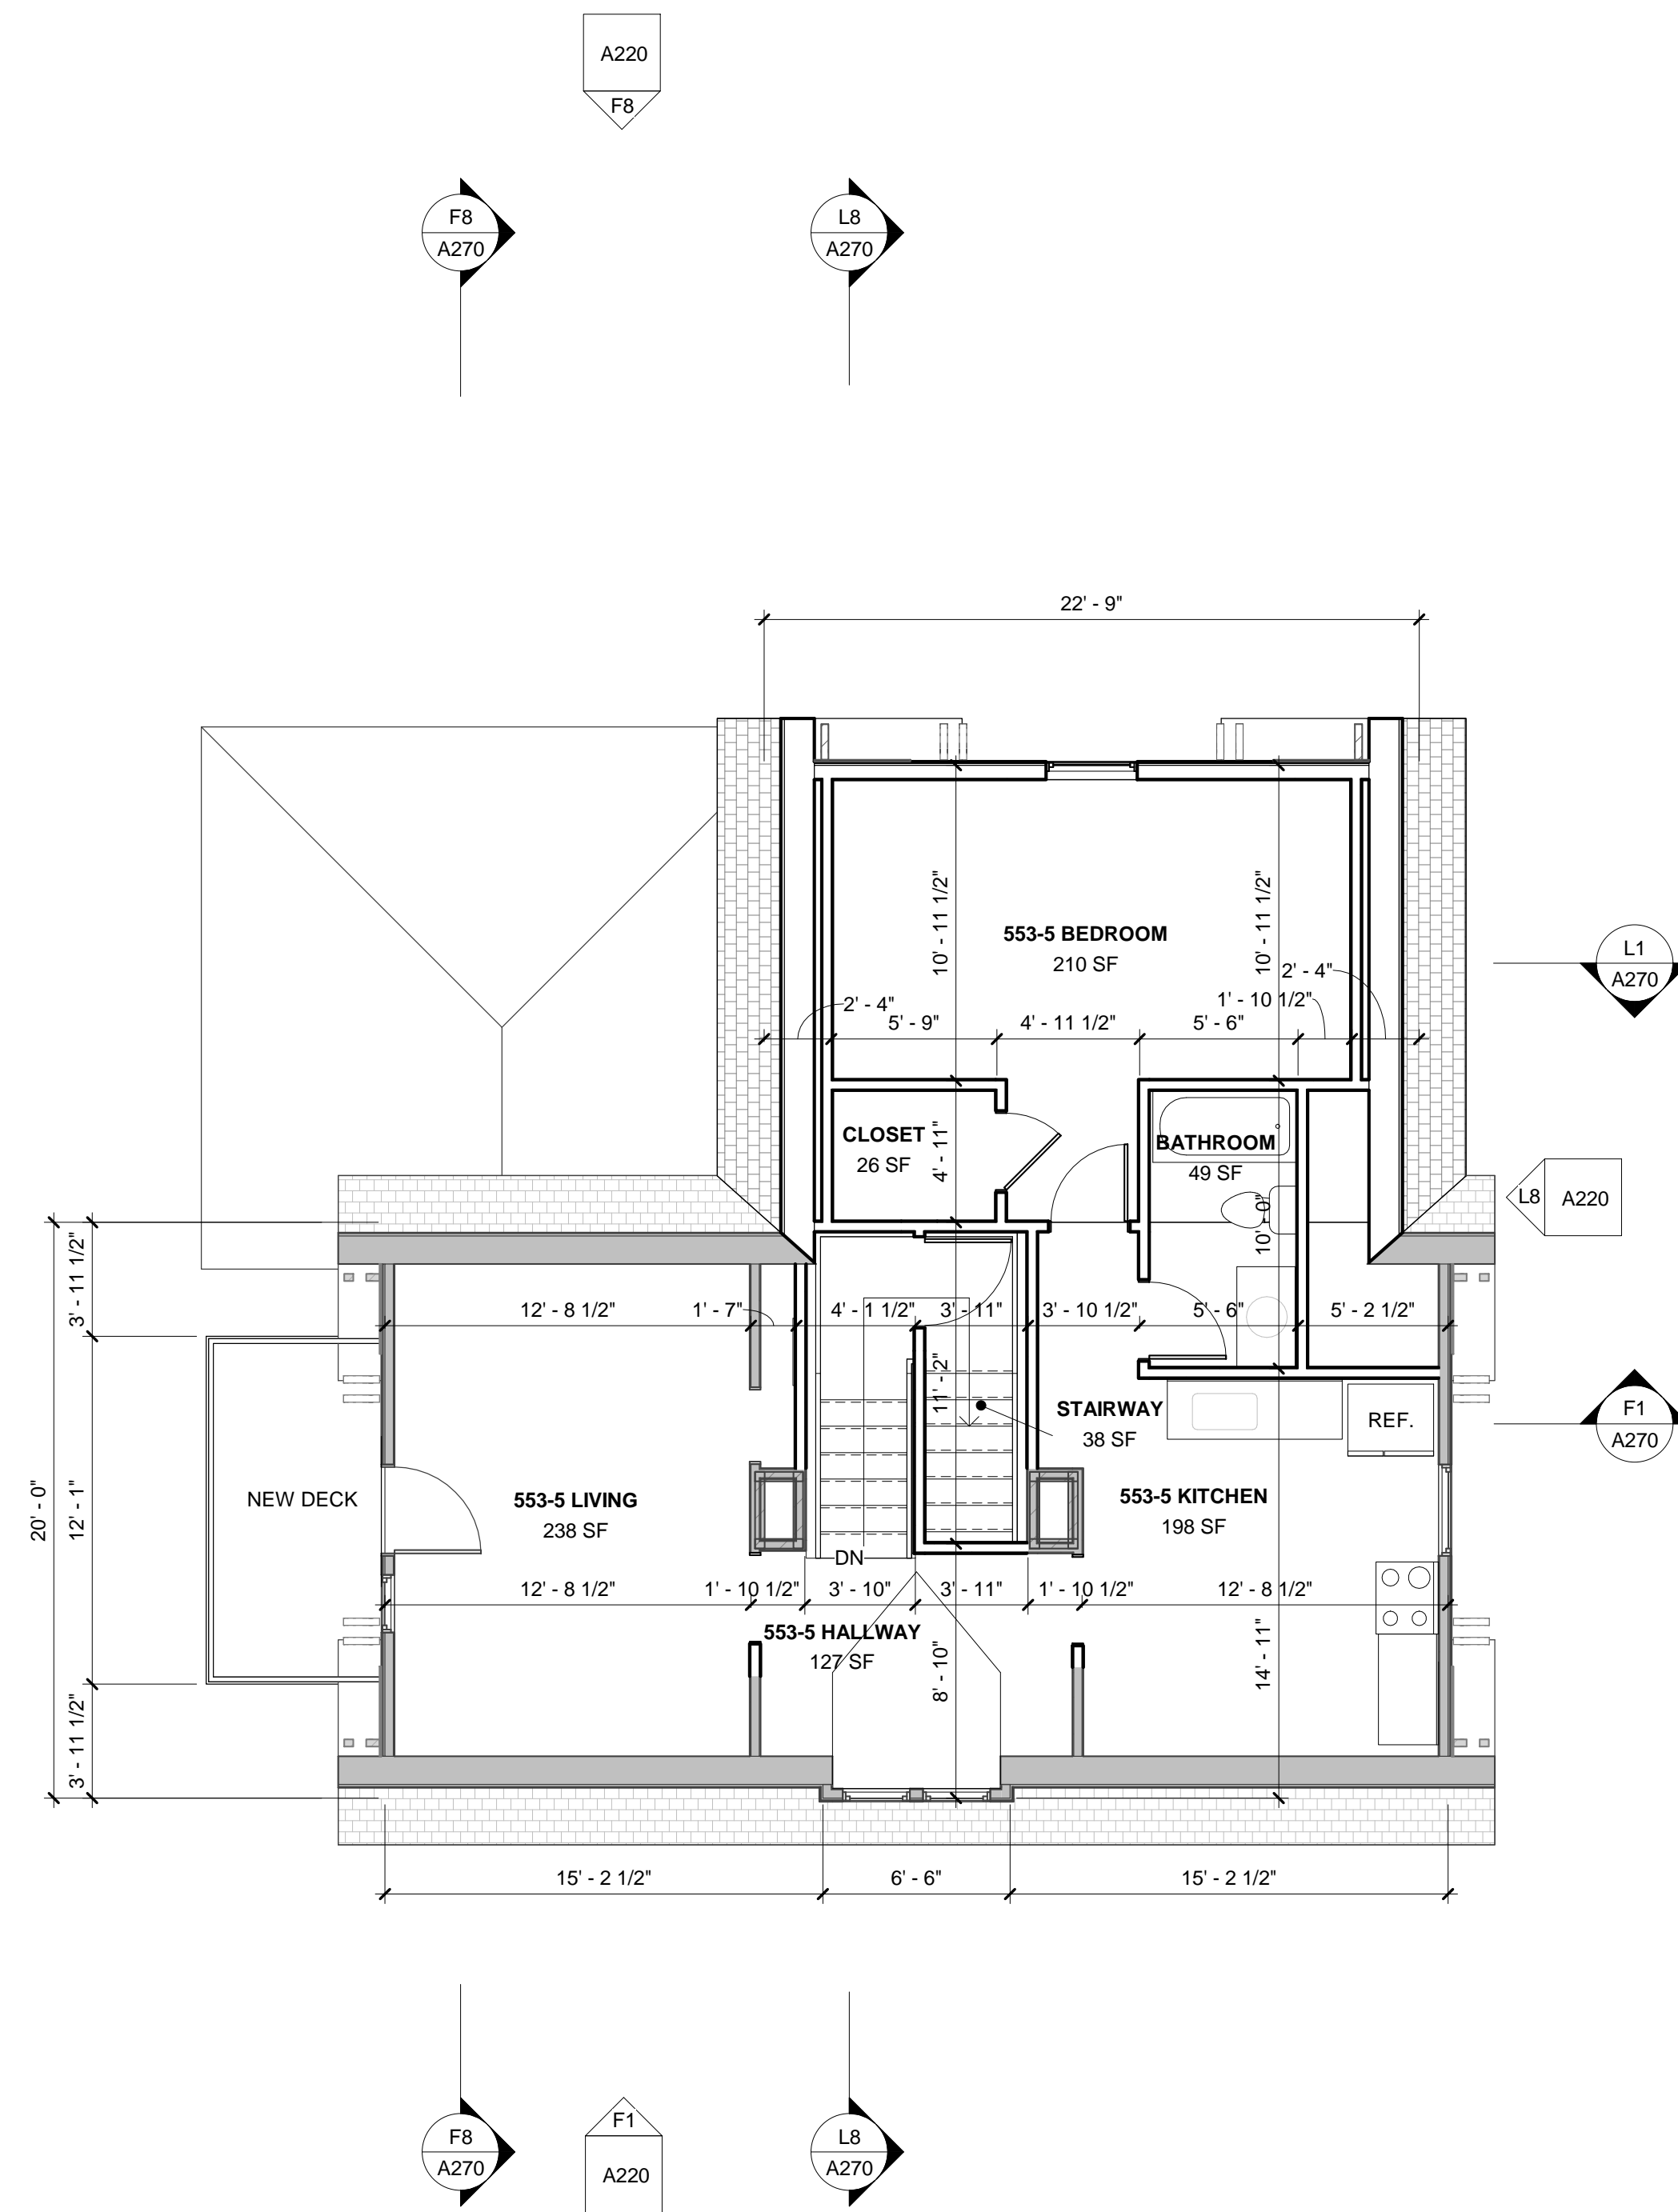 A220
F8
F8
A270
L8
A270
22' - 9"
10' - 11 1/2"
10' - 11 1/2"
553-5 BEDROOM
210 SF
L1
A270
2' - 4"
2' - 4"
1' - 10 1/2"
5' - 9"
4' - 11 1/2"
5' - 6"
CLOSET
26 SF
4' - 11"
BATHROOM
49 SF
10' - 0"
L8
A220
3' - 11 1/2"
12' - 8 1/2"
1' - 7"
4' - 1 1/2"
3' - 11"
3' - 10 1/2"
5' - 6"
5' - 2 1/2"
11' - 2"
STAIRWAY
38 SF
REF.
F1
A270
20' - 0"
12' - 1"
NEW DECK
553-5 LIVING
238 SF
553-5 KITCHEN
198 SF
DN
12' - 8 1/2"
1' - 10 1/2"
3' - 10"
3' - 11"
1' - 10 1/2"
12' - 8 1/2"
553-5 HALLWAY
127 SF
8' - 10"
14' - 11"
3' - 11 1/2"
15' - 2 1/2"
6' - 6"
15' - 2 1/2"
F8
A270
F1
A220
L8
A270